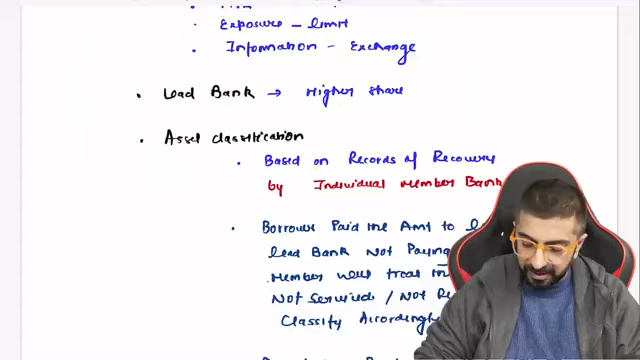 Exposure - limit
Information - Exchange
Lead Bank → Higher share
Asset classification
Based on Records of Recovery
by Individual Member Bank
Borrower Paid the Amt to
Lead Bank Not Paying
Member will treat
Not Serviced / Not
Classify According